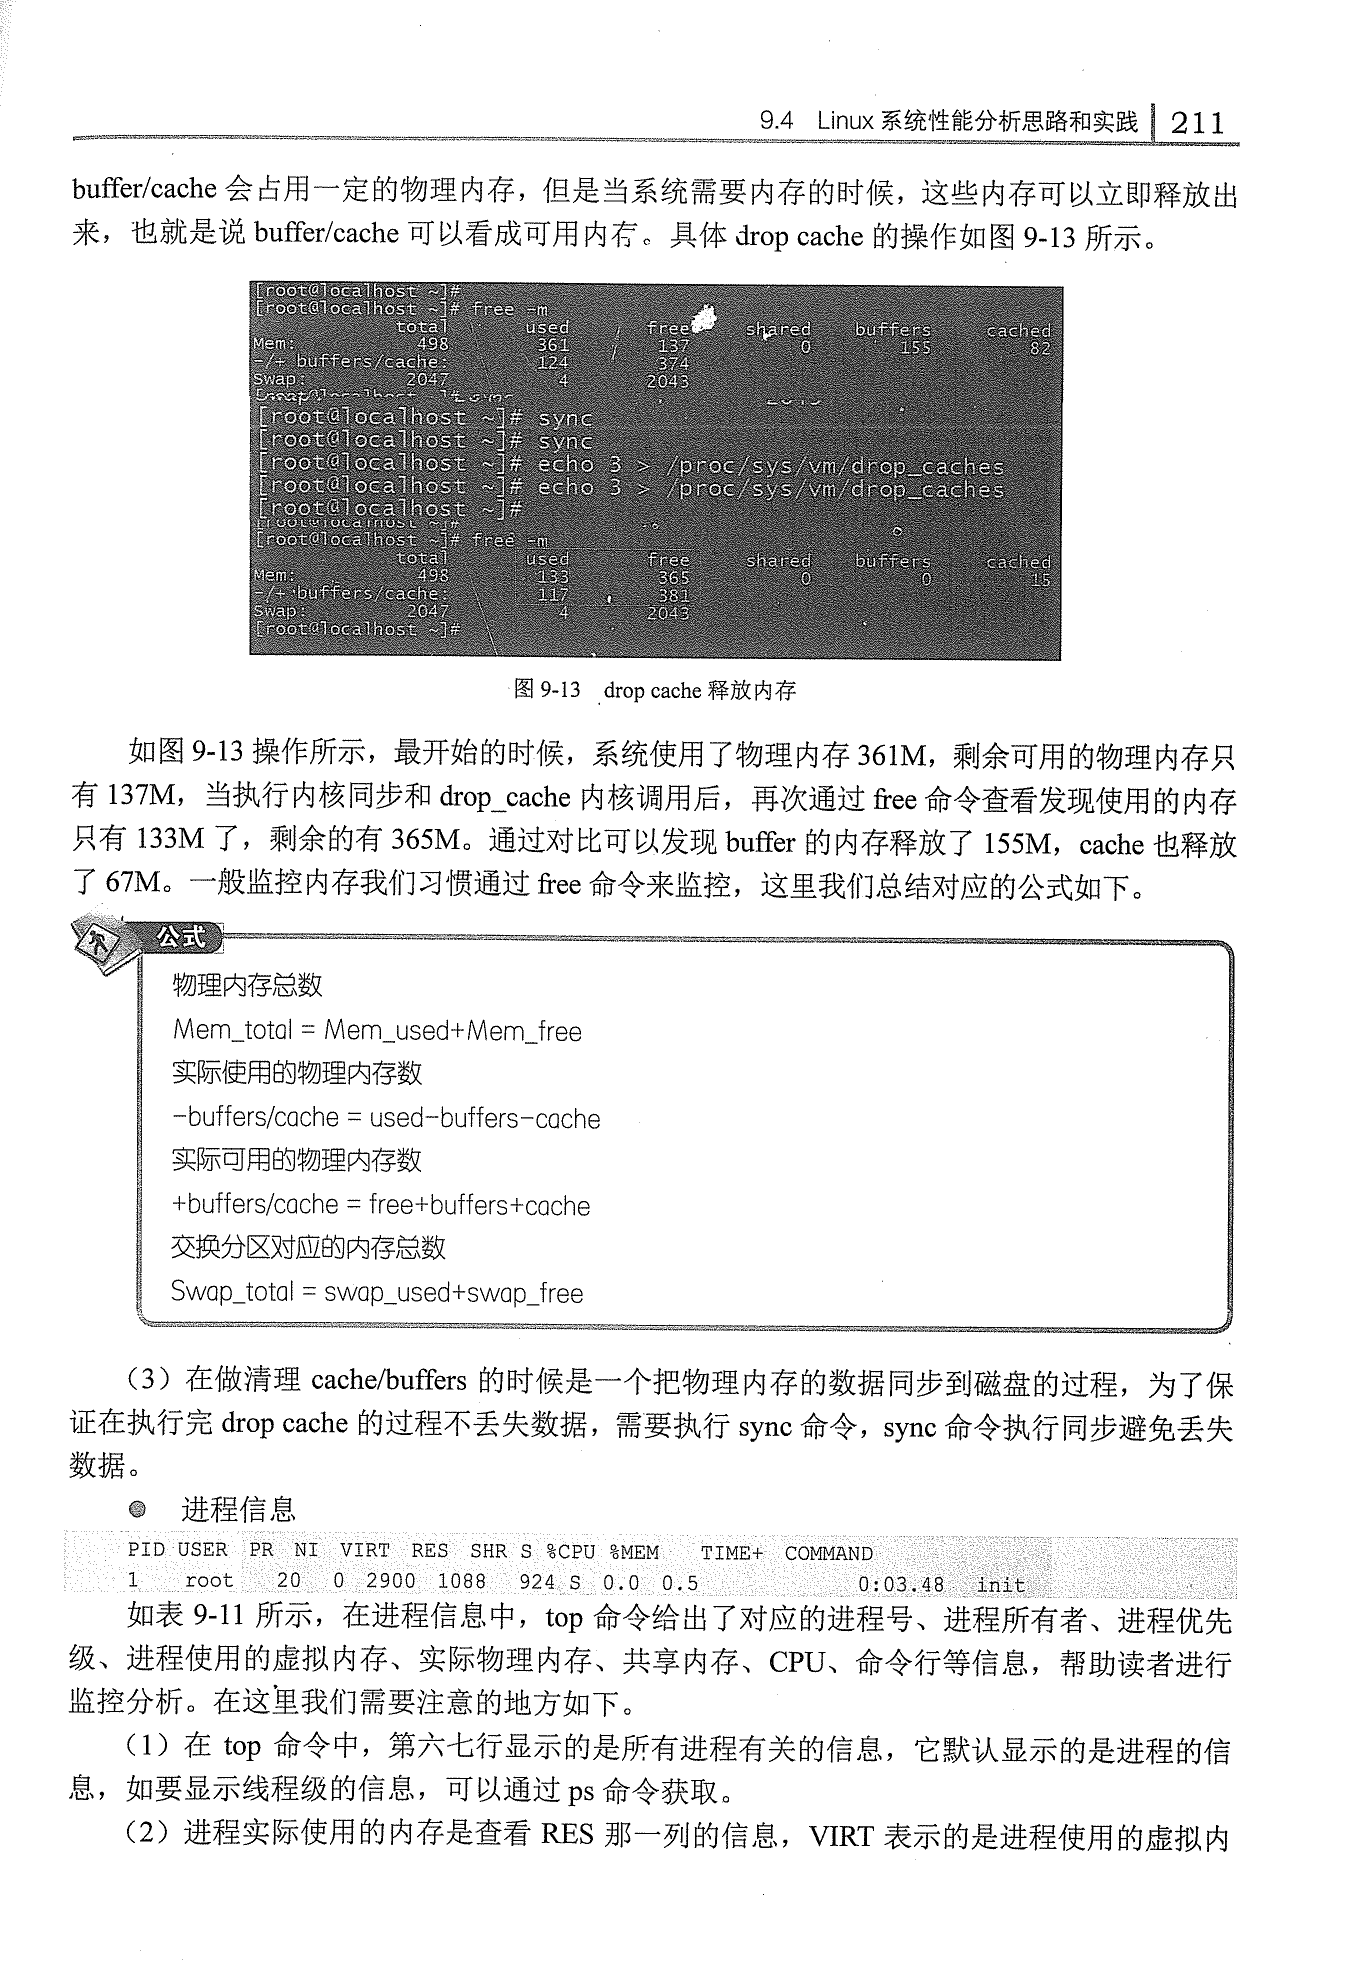 9.4 Linux 系统性能分析思路和实践 211
buffer/cache 会占用一定的物理内存，但是当系统需要内存的时候，这些内存可以立即释放出
来，也就是说 buffer/cache 可以看成可用内存。具体 drop cache 的操作如图 9-13 所示。
[root@localhost ~]#
[root@localhost ~]# free -m
total used free shared buffers cached
Mem: 498 361 137 0 155 82
-/+ buffers/cache: 124 374
Swap: 2047 4 2043
[root@localhost ~]# sync
[root@localhost ~]# sync
[root@localhost ~]# echo 3 > /proc/sys/vm/drop_caches
[root@localhost ~]# echo 3 > /proc/sys/vm/drop_caches
[root@localhost ~]#
[root@localhost ~]# free -m
total used free shared buffers cached
Mem: 498 133 365 0 0 15
-/+ buffers/cache: 117 381
Swap: 2047 4 2043
[root@localhost ~]#
图 9-13 drop cache 释放内存
如图 9-13 操作所示，最开始的时候，系统使用了物理内存 361M，剩余可用的物理内存只
有 137M，当执行内核同步和 drop_cache 内核调用后，再次通过 free 命令查看发现使用的内存
只有 133M 了，剩余的有 365M。通过对比可以发现 buffer 的内存释放了 155M，cache 也释放
了 67M。一般监控内存我们习惯通过 free 命令来监控，这里我们总结对应的公式如下。
公式
物理内存总数
Mem_total = Mem_used+Mem_free
实际使用的物理内存数
-buffers/cache = used-buffers-cache
实际可用的物理内存数
+buffers/cache = free+buffers+cache
交换分区对应的内存总数
Swap_total = swap_used+swap_free
（3）在做清理 cache/buffers 的时候是一个把物理内存的数据同步到磁盘的过程，为了保
证在执行完 drop cache 的过程不丢失数据，需要执行 sync 命令，sync 命令执行同步避免丢失
数据。
● 进程信息
PID USER PR NI VIRT RES SHR S %CPU %MEM TIME+ COMMAND
1 root 20 0 2900 1088 924 S 0.0 0.5 0:03.48 init
如表 9-11 所示，在进程信息中，top 命令给出了对应的进程号、进程所有者、进程优先
级、进程使用的虚拟内存、实际物理内存、共享内存、CPU、命令行等信息，帮助读者进行
监控分析。在这里我们需要注意的地方如下。
（1）在 top 命令中，第六七行显示的是所有进程有关的信息，它默认显示的是进程的信
息，如要显示线程级的信息，可以通过 ps 命令获取。
（2）进程实际使用的内存是查看 RES 那一列的信息，VIRT 表示的是进程使用的虚拟内